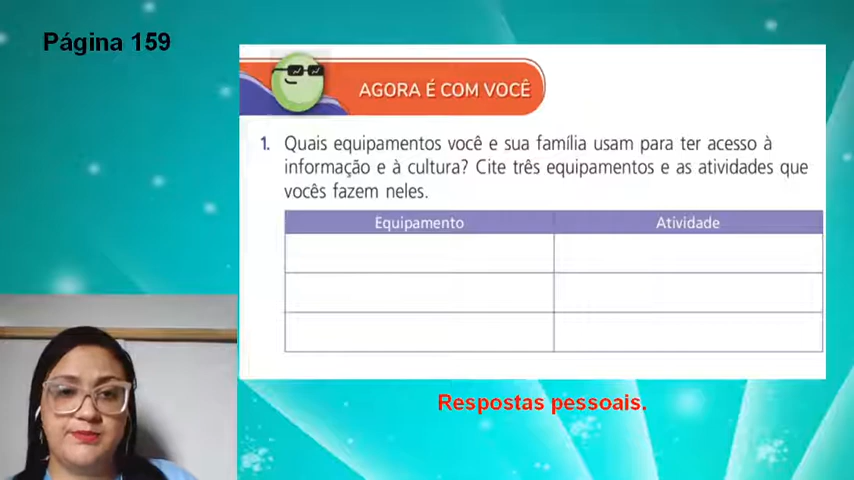 Página 159
AGORA É COM VOCÊ
1. Quais equipamentos você e sua família usam para ter acesso à
informação e à cultura? Cite três equipamentos e as atividades que
vocês fazem neles.
Equipamento Atividade
Respostas pessoais.